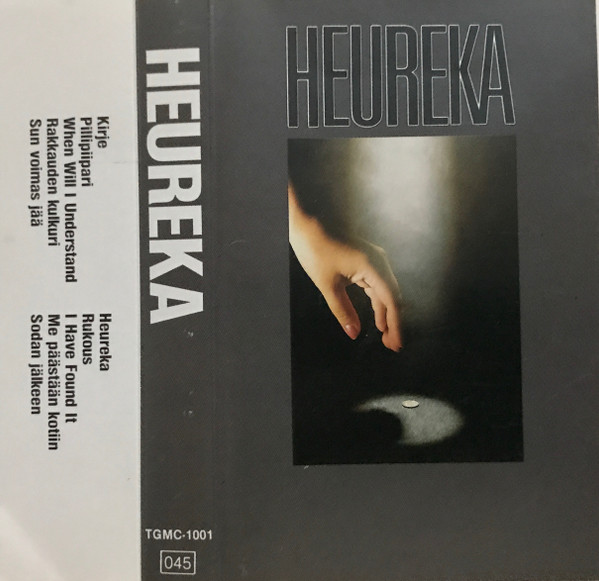 HEUREKA
HEUREKA
TGMC-1001
045
Kirje
Pillipiipari
When Will I Understand
Rakkauden kulkuri
Sun voimas jää
Heureka
Rukous
I Have Found It
Me päästään kotiin
Sodan jälkeen